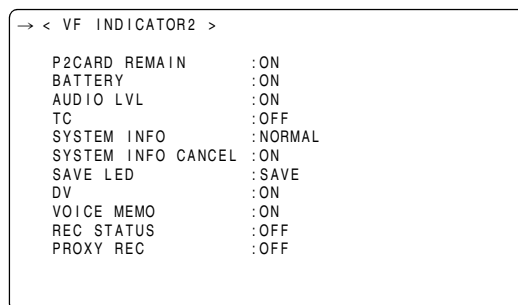 → < VF INDICATOR2 >
P2CARD REMAIN :ON
BATTERY :ON
AUDIO LVL :ON
TC :OFF
SYSTEM INFO :NORMAL
SYSTEM INFO CANCEL :ON
SAVE LED :SAVE
DV :ON
VOICE MEMO :ON
REC STATUS :OFF
PROXY REC :OFF